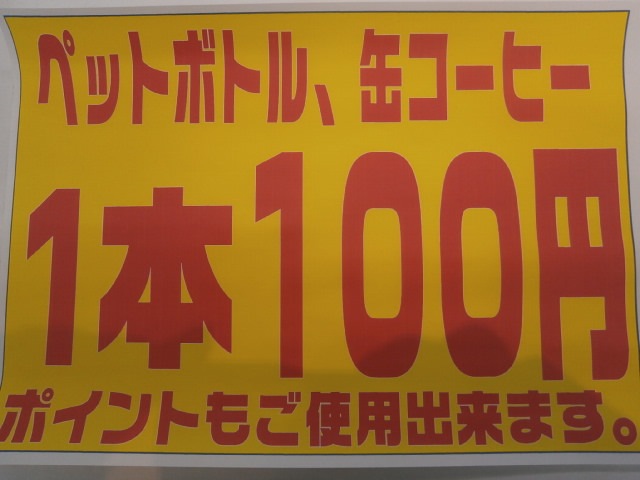 ペットボトル、缶コーヒー
1本100円
ポイントもご使用出来ます。